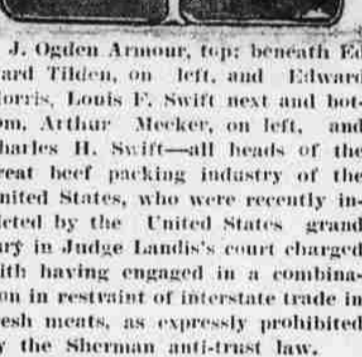 J. Ogden Armour, top; beneath Ed
ard Tilden, on left, and Edward
orris, Louis F. Swift next and bot
om, Arthur Meeker, on left, and
harles H. Swift—all heads of the
reat beef packing industry of the
nited States, who were recently in-
icted by the United States grand
ury in Judge Landis's court charged
ith having engaged in a combina-
on in restraint of interstate trade in
resh meats, as expressly prohibited
y the Sherman anti-trust law.